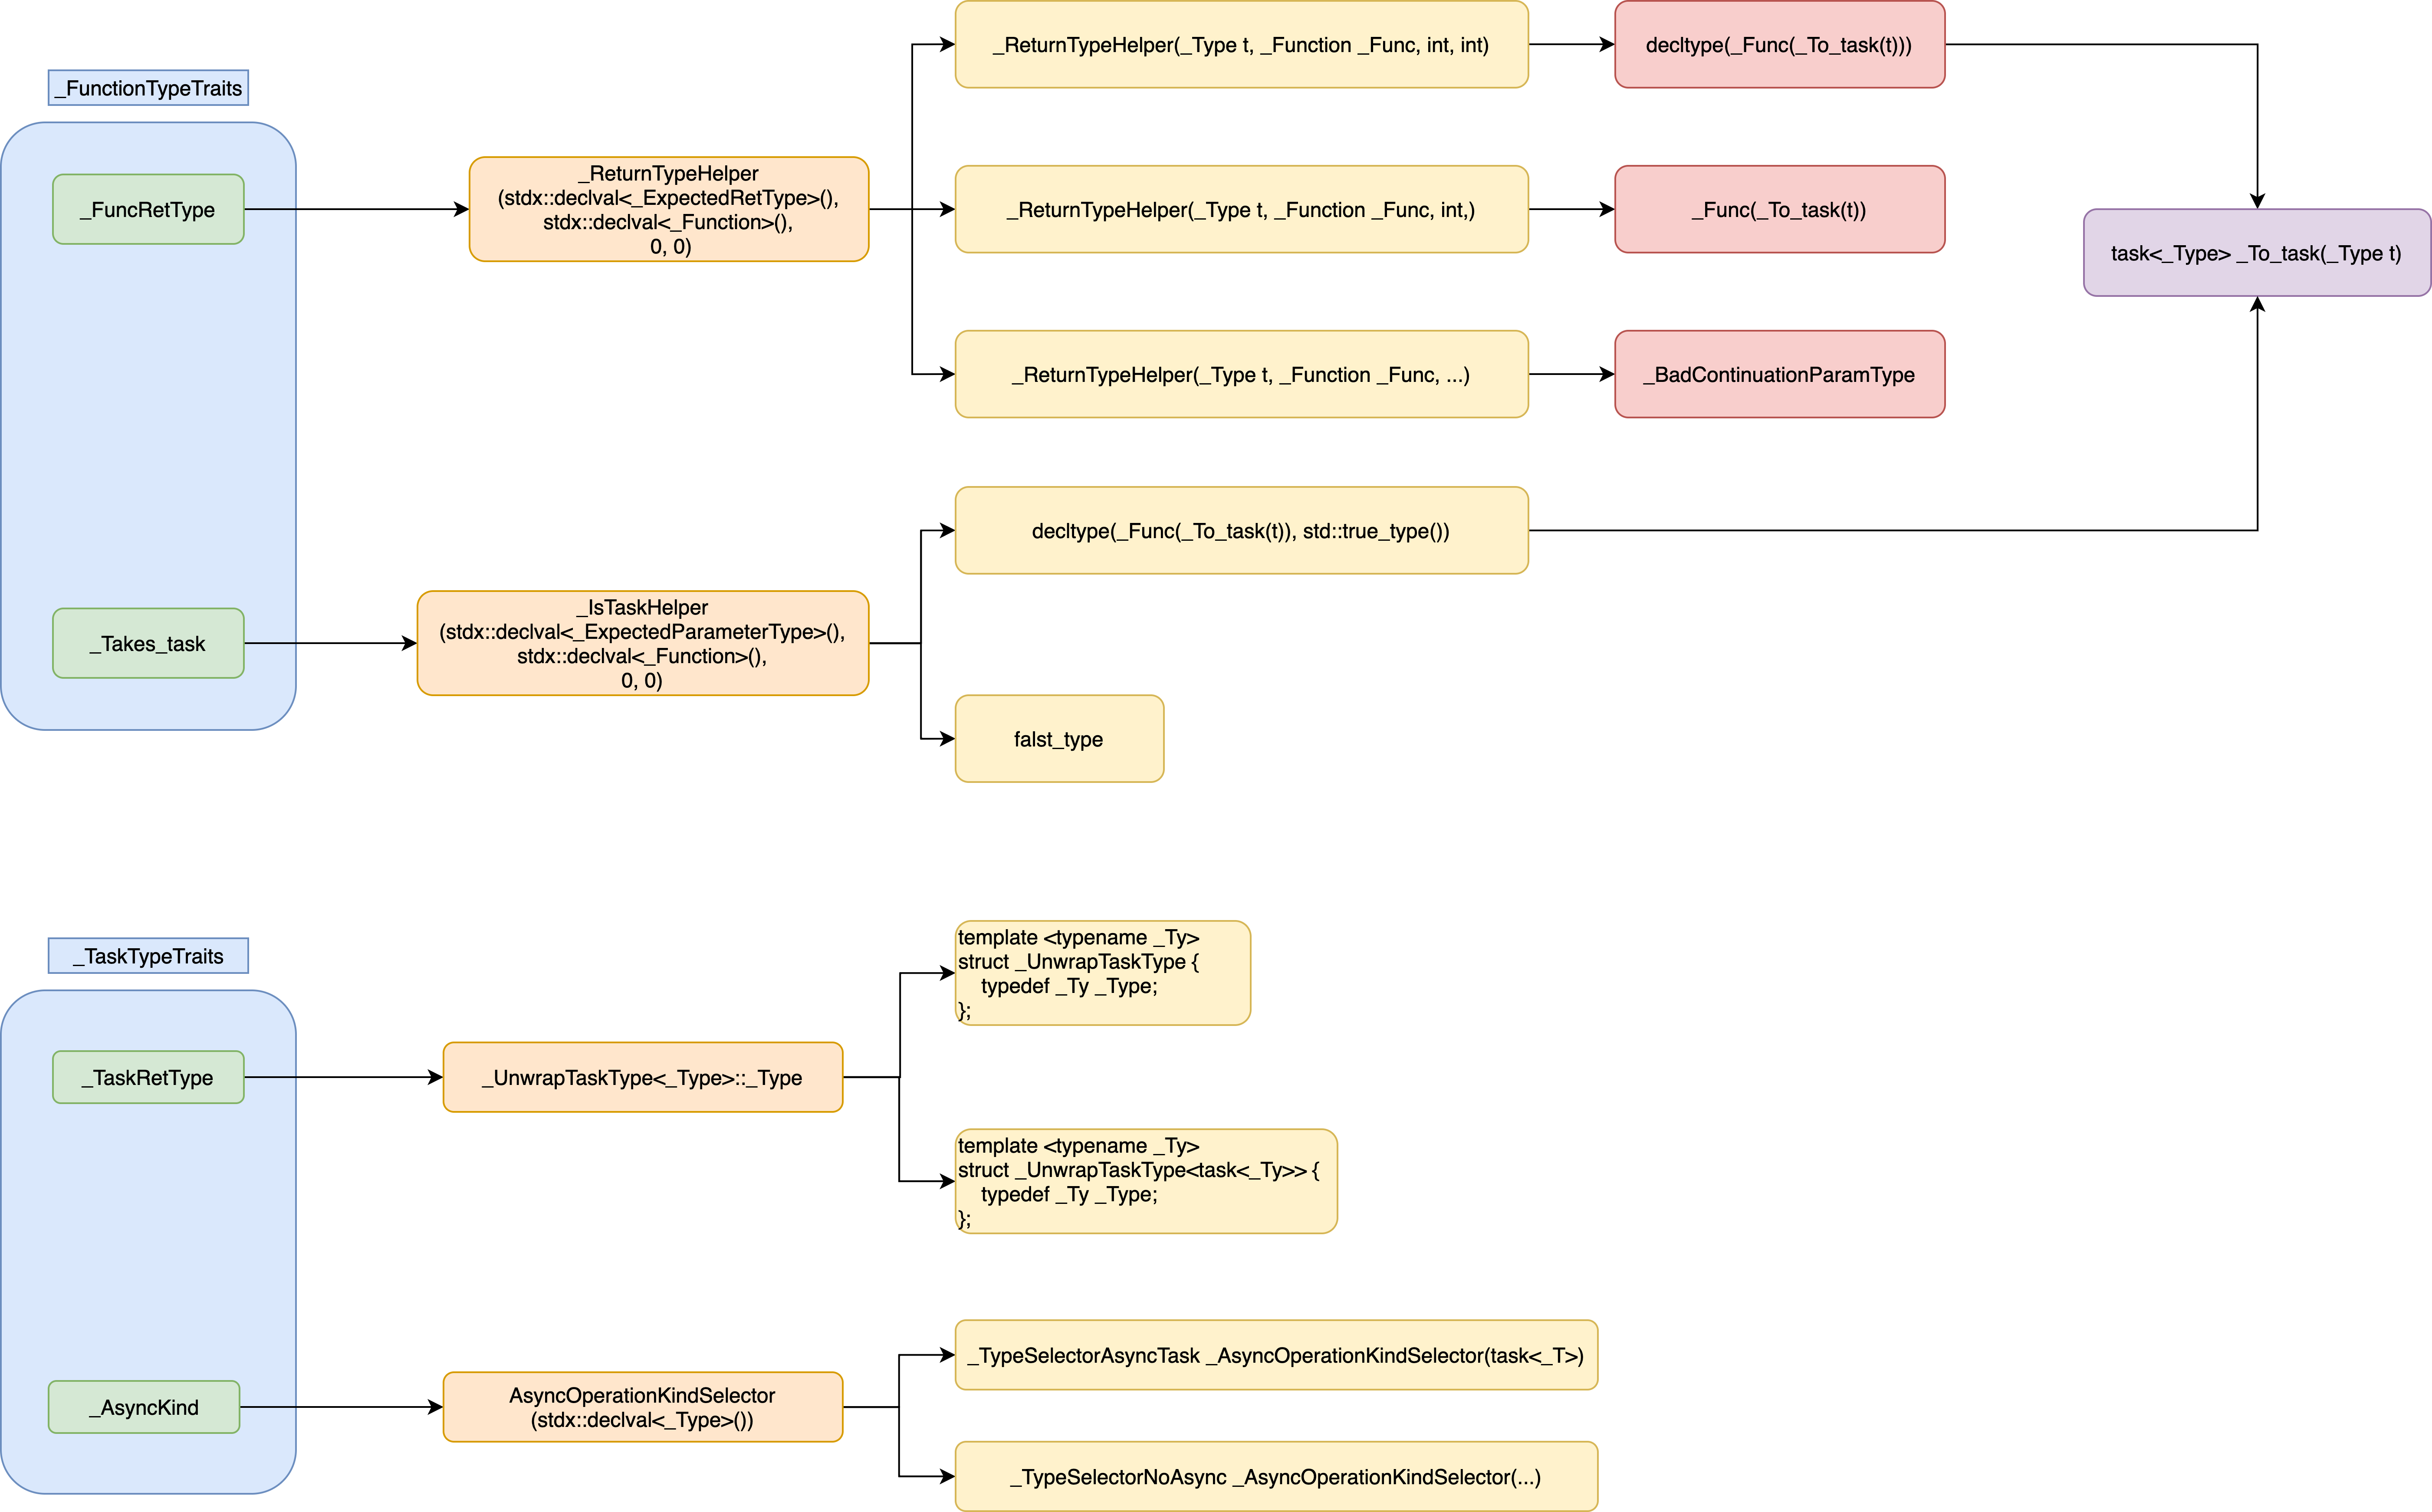 _FunctionTypeTraits
_FuncRetType
_ReturnTypeHelper
(stdx::declval<_ExpectedRetType>(),
stdx::declval<_Function>(),
0, 0)
_ReturnTypeHelper(_Type t, _Function _Func, int, int)
decltype(_Func(_To_task(t)))
_ReturnTypeHelper(_Type t, _Function _Func, int,)
_Func(_To_task(t))
_ReturnTypeHelper(_Type t, _Function _Func, ...)
_BadContinuationParamType
task<_Type> _To_task(_Type t)
_Takes_task
_IsTaskHelper
(stdx::declval<_ExpectedParameterType>(),
stdx::declval<_Function>(),
0, 0)
decltype(_Func(_To_task(t)), std::true_type())
falst_type
_TaskTypeTraits
_TaskRetType
_UnwrapTaskType<_Type>::_Type
template <typename _Ty>
struct _UnwrapTaskType {
    typedef _Ty _Type;
};
template <typename _Ty>
struct _UnwrapTaskType<task<_Ty>> {
    typedef _Ty _Type;
};
_AsyncKind
AsyncOperationKindSelector
(stdx::declval<_Type>())
_TypeSelectorAsyncTask _AsyncOperationKindSelector(task<_T>)
_TypeSelectorNoAsync _AsyncOperationKindSelector(...)